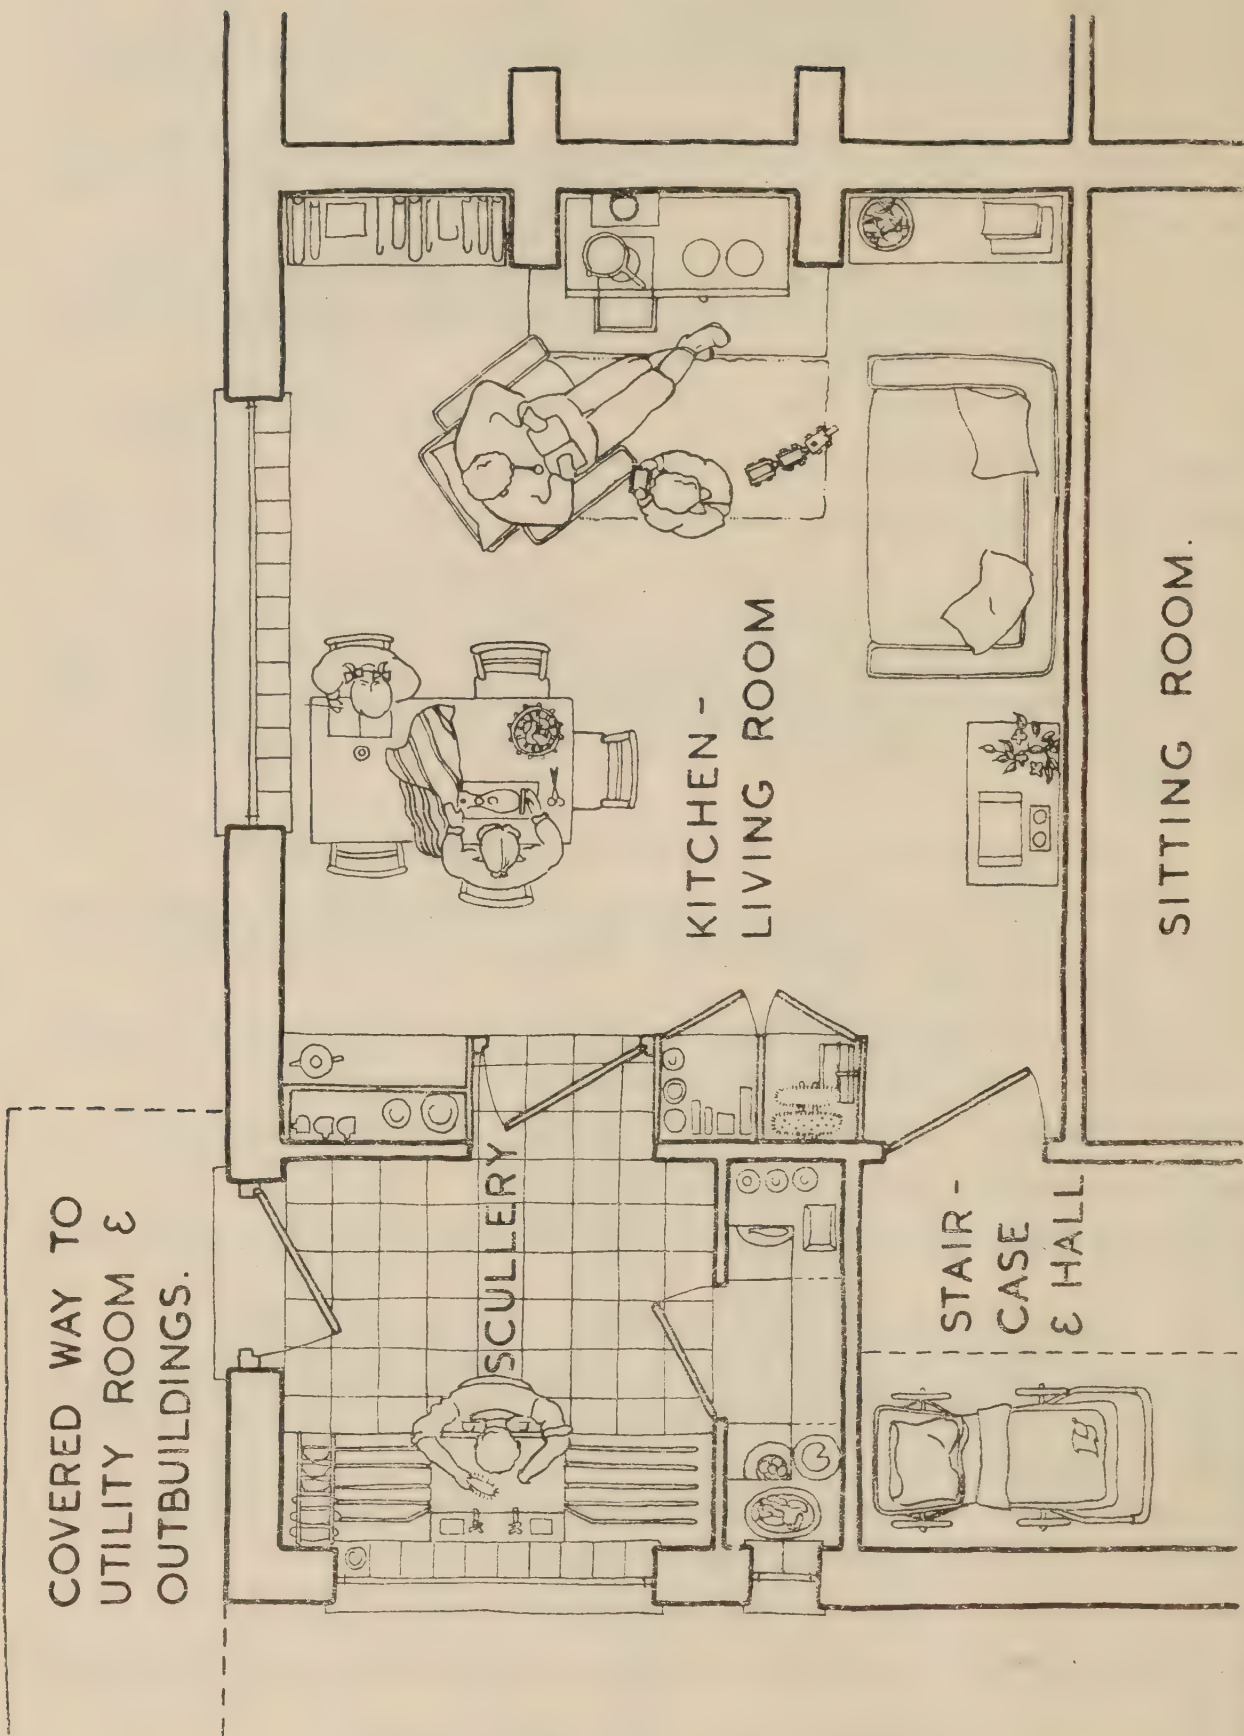 COVERED WAY TO
UTILITY ROOM &
OUTBUILDINGS.
SCULLERY
KITCHEN -
LIVING ROOM
STAIR -
CASE
& HALL
SITTING ROOM.